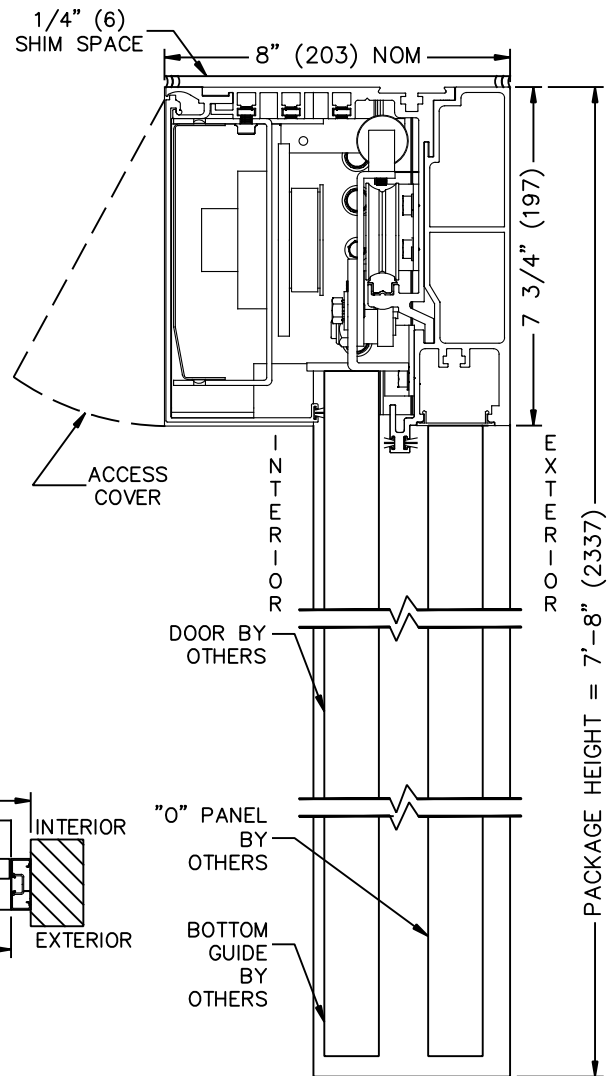 1/4" (6)
SHIM SPACE
8" (203) NOM
7 3/4" (197)
ACCESS
COVER
INTERIOR
EXTERIOR
PACKAGE HEIGHT = 7'-8" (2337)
DOOR BY
OTHERS
"O" PANEL
BY
OTHERS
INTERIOR
EXTERIOR
BOTTOM
GUIDE
BY
OTHERS